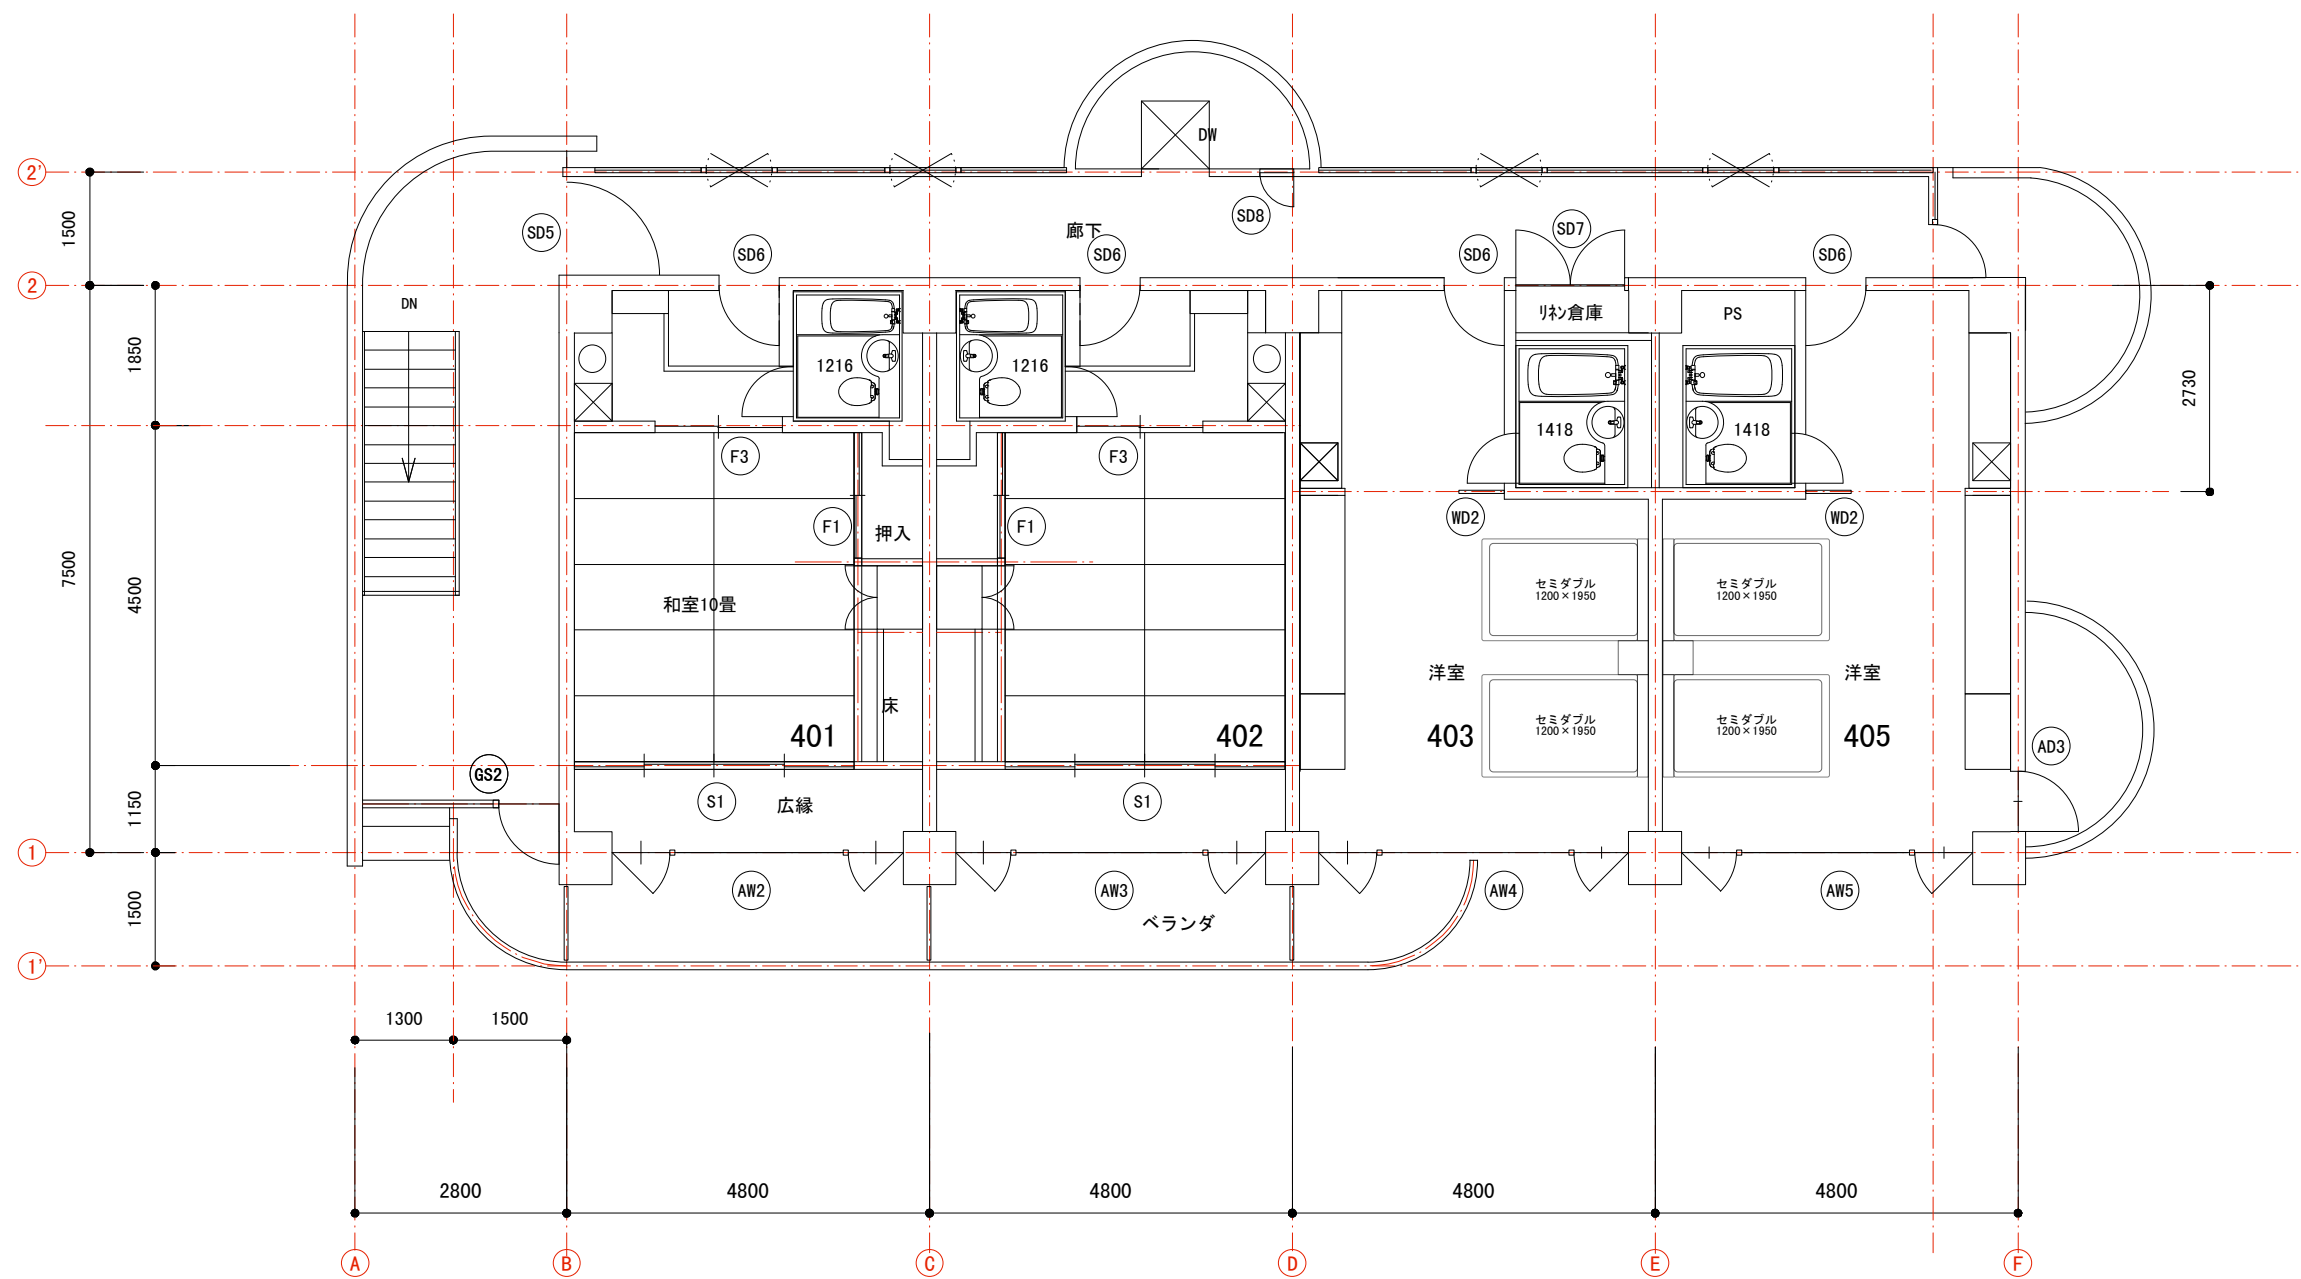 DW
2'
1500
SD5
SD8
SD7
廊下
SD6
SD6
SD6
SD6
2
DN
ﾘﾈﾝ倉庫
PS
1850
1216
1216
2730
1418
1418
F3
F3
F1
押入
F1
WD2
WD2
7500
4500
セミダブル
1200×1950
セミダブル
1200×1950
和室10畳
洋室
洋室
床
401
402
403
セミダブル
1200×1950
セミダブル
1200×1950
405
AD3
GS2
S1
広縁
S1
1150
1
AW2
AW3
AW4
AW5
1500
ベランダ
1'
1300
1500
2800
4800
4800
4800
4800
A
B
C
D
E
F